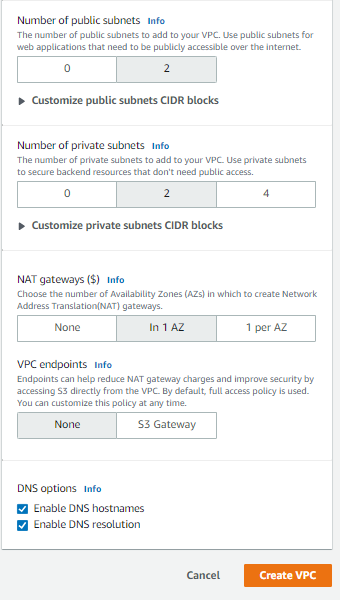 Number of public subnets Info
The number of public subnets to add to your VPC. Use public subnets for
web applications that need to be publicly accessible over the internet.
0 2
Customize public subnets CIDR blocks
Number of private subnets Info
The number of private subnets to add to your VPC. Use private subnets
to secure backend resources that don't need public access.
0 2 4
Customize private subnets CIDR blocks
NAT gateways ($) Info
Choose the number of Availability Zones (AZs) in which to create Network
Address Translation(NAT) gateways.
None In 1 AZ 1 per AZ
VPC endpoints Info
Endpoints can help reduce NAT gateway charges and improve security by
accessing S3 directly from the VPC. By default, full access policy is used.
You can customize this policy at any time.
None S3 Gateway
DNS options Info
Enable DNS hostnames
Enable DNS resolution
Cancel Create VPC